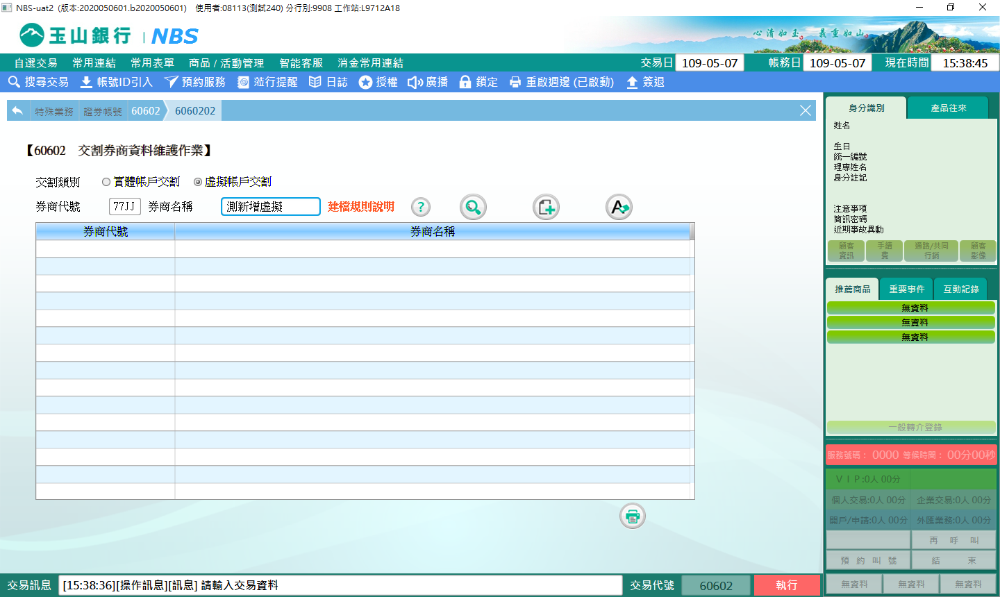 NBS-uat2 (版本:2020050601.b2020050601) 使用者:08113(測試240) 分行別:9908 工作站:L9712A18
玉山銀行 NBS
心清如玉。 義重如山。
自選交易 常用連結 常用表單 商品 / 活動管理 智能客服 消金常用連結 交易日 109-05-07 帳務日 109-05-07 現在時間 15:38:45
搜尋交易 帳號ID引入 預約服務 蒞行提醒 日誌 授權 廣播 鎖定 重啟週邊 (已啟動) 簽退
特殊業務 證券帳號 60602 6060202
【60602 交割券商資料維護作業】
交割類別 實體帳戶交割 虛擬帳戶交割
券商代號 77JJ 券商名稱 測新增虛擬 建檔規則說明 ?
券商代號 券商名稱
身分識別 產品往來
姓名
生日
統一編號
理專姓名
身分註記
注意事項
簡訊密碼
近期事故異動
顧客資訊 手續費 通路/共同行銷 顧客影像
推薦商品 重要事件 互動記錄
無資料
無資料
無資料
一般轉介登錄
服務號碼： 0000 等候時間： 00分00秒
ＶＩＰ:0人 00分
個人交易:0人 00分 企業交易:0人 00分
開戶/申請:0人 00分 外匯業務:0人 00分
再 呼 叫
預 約 叫 號 結 束
無資料 無資料 無資料
交易訊息 [15:38:36][操作訊息][訊息] 請輸入交易資料 交易代號 60602 執行